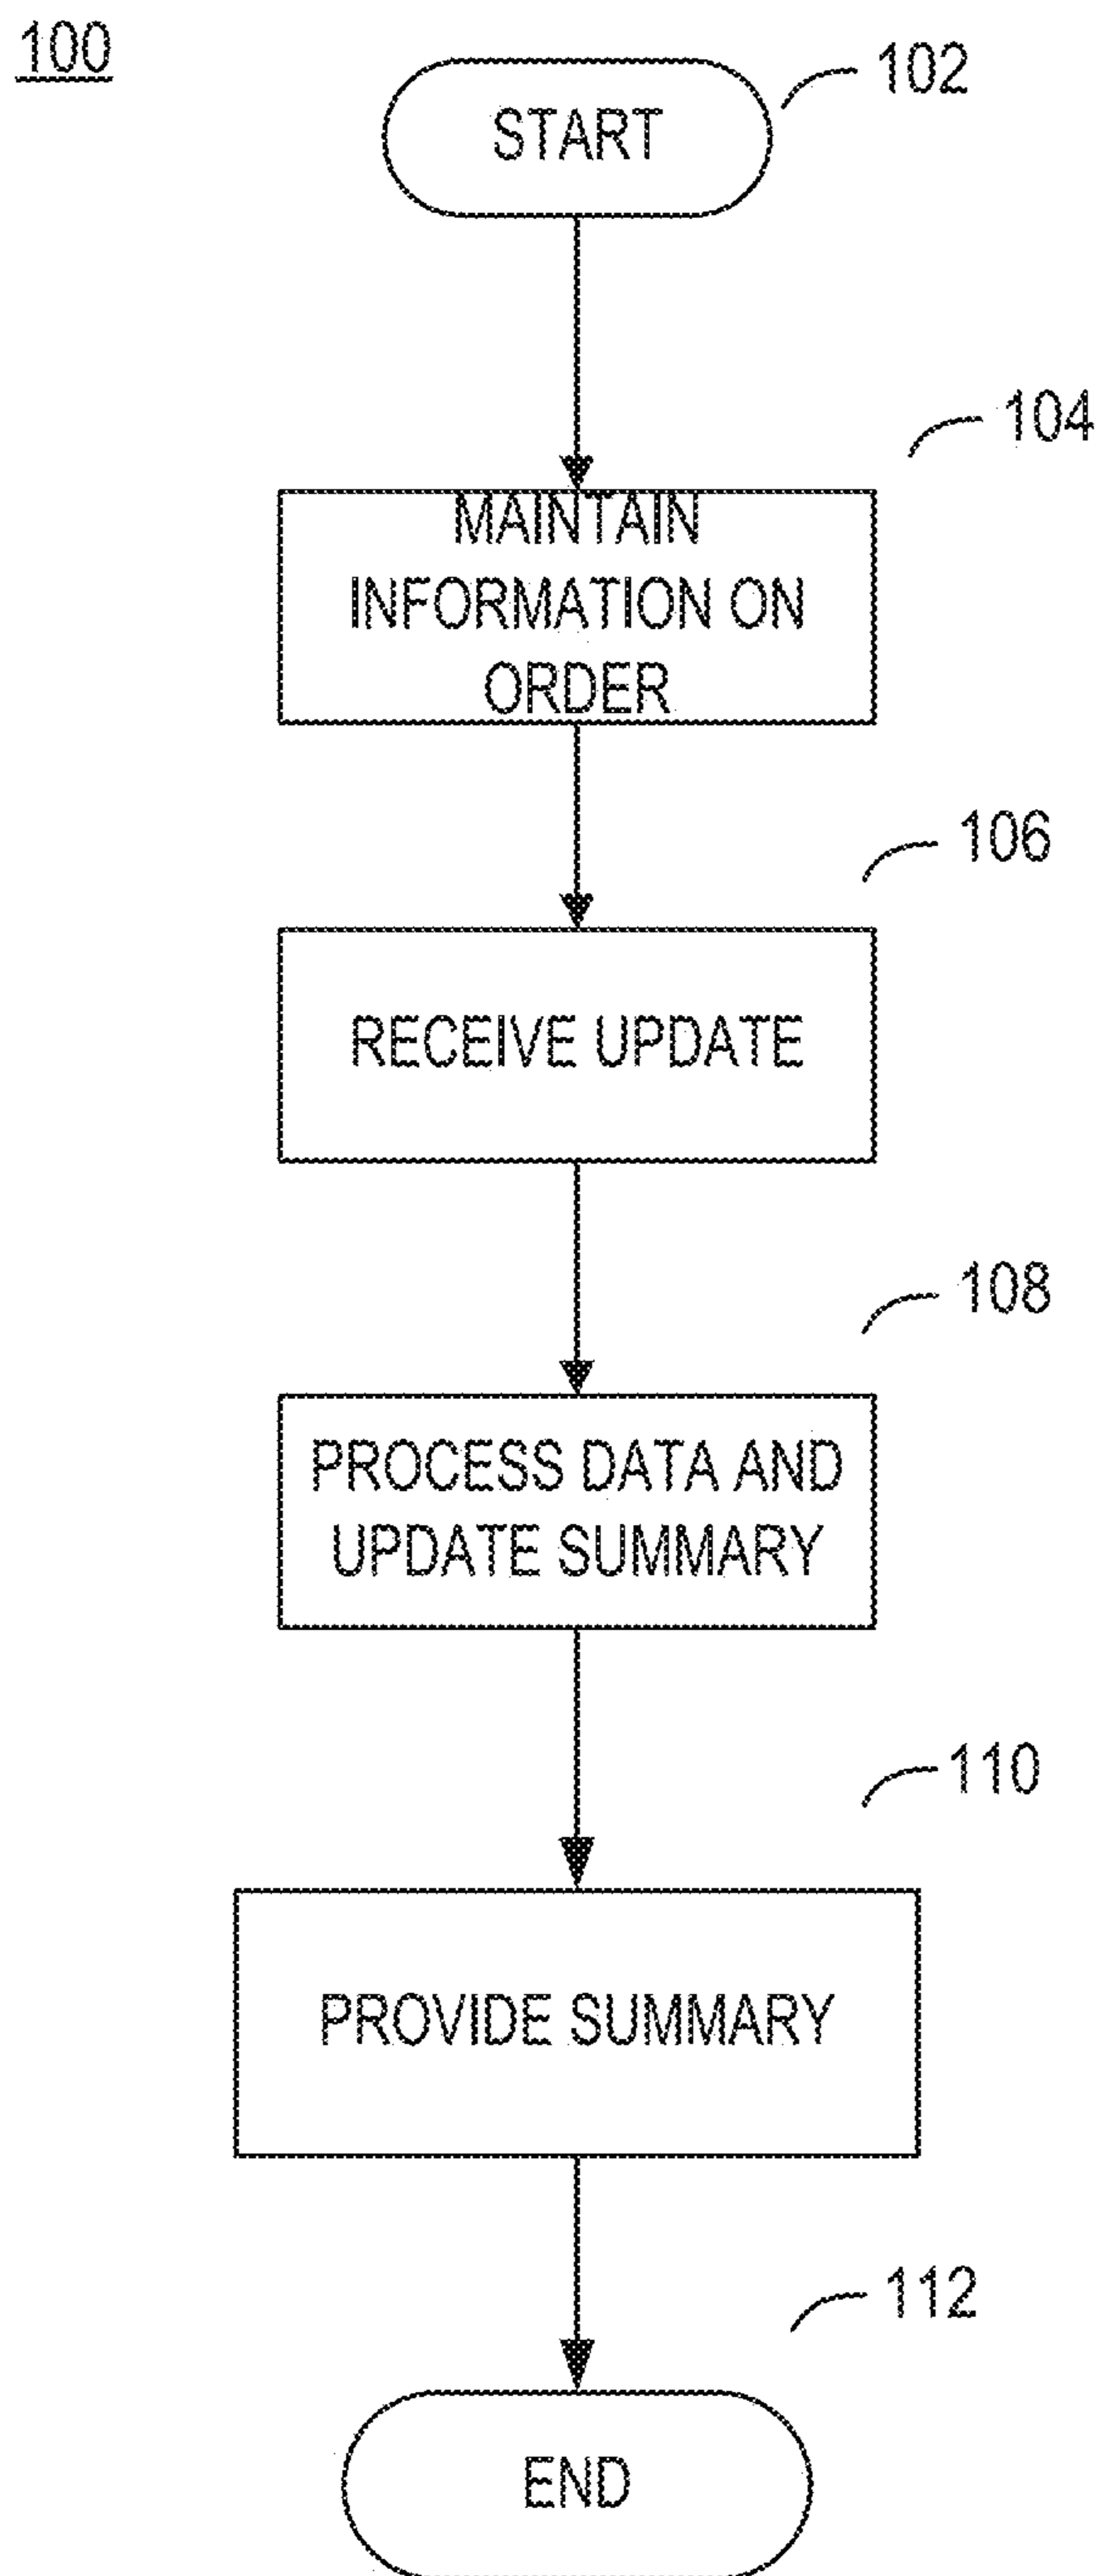 100
102
START
104
MAINTAIN
INFORMATION ON
ORDER
106
RECEIVE UPDATE
108
PROCESS DATA AND
UPDATE SUMMARY
110
PROVIDE SUMMARY
112
END